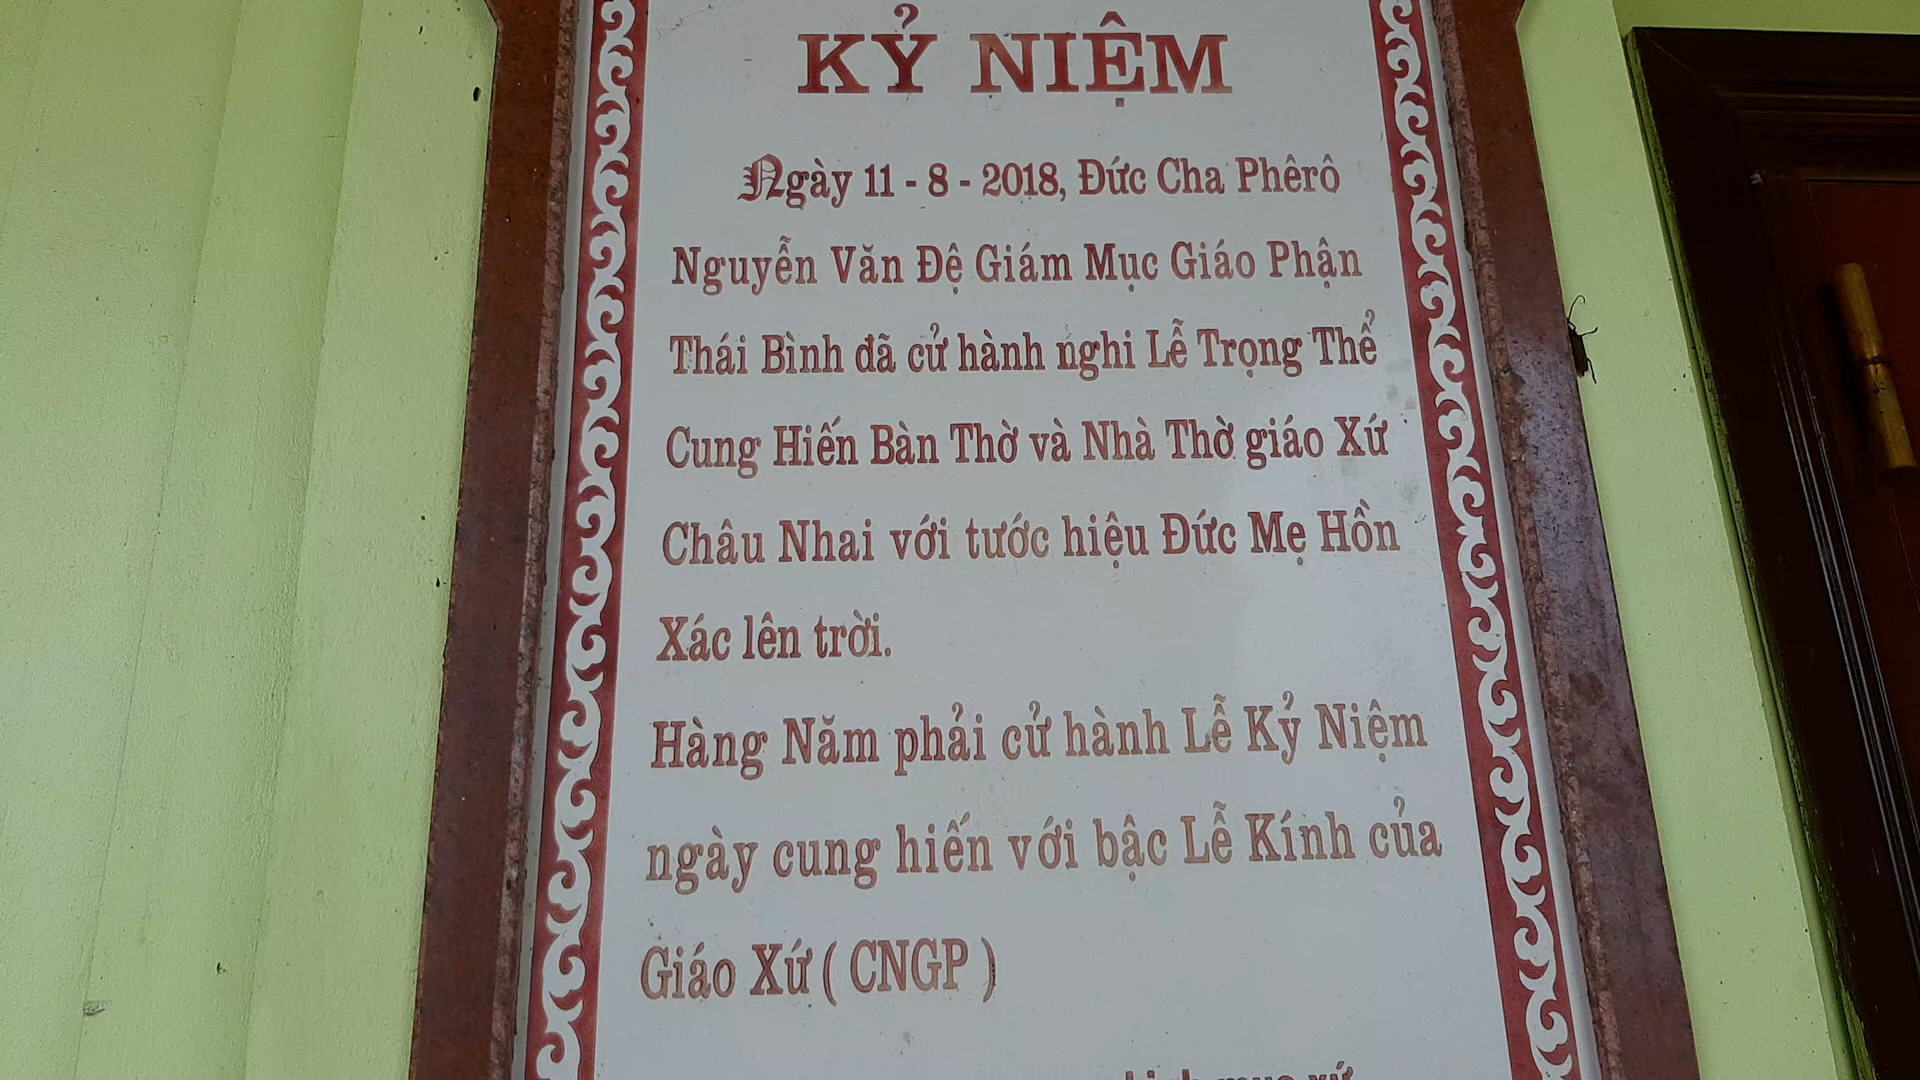 KỶ NIỆM
Ngày 11 - 8 - 2018, Đức Cha Phêrô
Nguyễn Văn Đệ Giám Mục Giáo Phận
Thái Bình đã cử hành nghi Lễ Trọng Thể
Cung Hiến Bàn Thờ và Nhà Thờ giáo Xứ
Châu Nhai với tước hiệu Đức Mẹ Hồn
Xác lên trời.
Hàng Năm phải cử hành Lễ Kỷ Niệm
ngày cung hiến với bậc Lễ Kính của
Giáo Xứ ( CNGP )